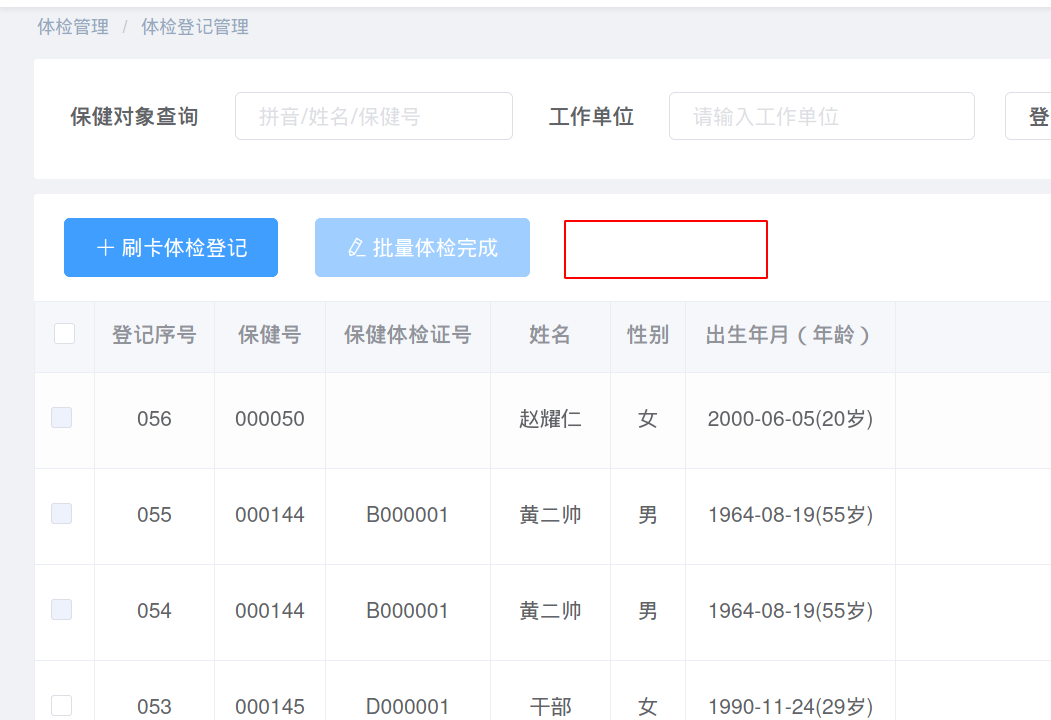 体检管理 / 体检登记管理
保健对象查询 拼音/姓名/保健号 工作单位 请输入工作单位 登
刷卡体检登记 批量体检完成
登记序号 保健号 保健体检证号 姓名 性别 出生年月（年龄）
056 000050 赵耀仁 女 2000-06-05(20岁)
055 000144 B000001 黄二帅 男 1964-08-19(55岁)
054 000144 B000001 黄二帅 男 1964-08-19(55岁)
053 000145 D000001 干部 女 1990-11-24(29岁)